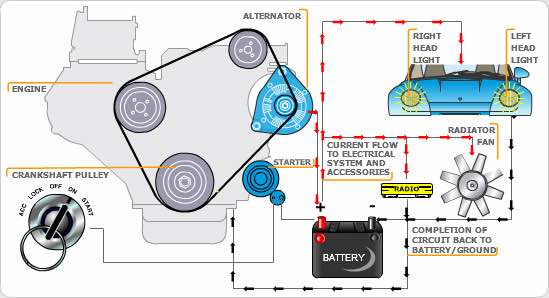 ALTERNATOR
RIGHT
HEAD
LIGHT
LEFT
HEAD
LIGHT
ENGINE
RADIATOR
FAN
CURRENT FLOW
TO ELECTRICAL
SYSTEM AND
ACCESSORIES
STARTER
CRANKSHAFT PULLEY
RADIO
ACC LOCK OFF ON START
+ -
BATTERY
COMPLETION OF
CIRCUIT BACK TO
BATTERY/GROUND